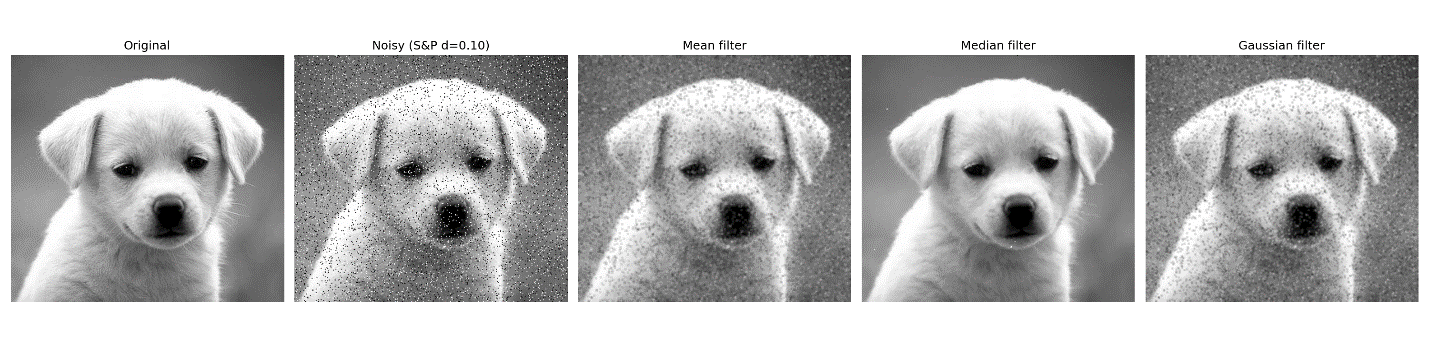 Original
Noisy (S&P d=0.10)
Mean filter
Median filter
Gaussian filter